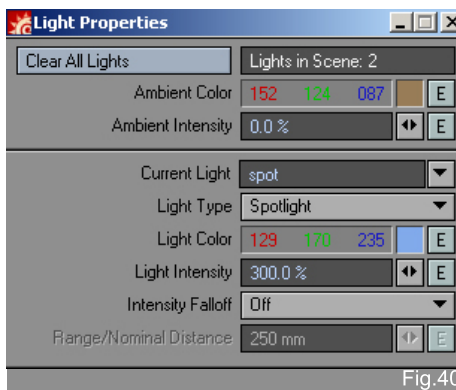 Light Properties
Clear All Lights Lights in Scene: 2
Ambient Color 152 124 087 E
Ambient Intensity 0.0 % E
Current Light spot
Light Type Spotlight
Light Color 129 170 235 E
Light Intensity 300.0 % E
Intensity Falloff Off
Range/Nominal Distance 250 mm E
Fig.40